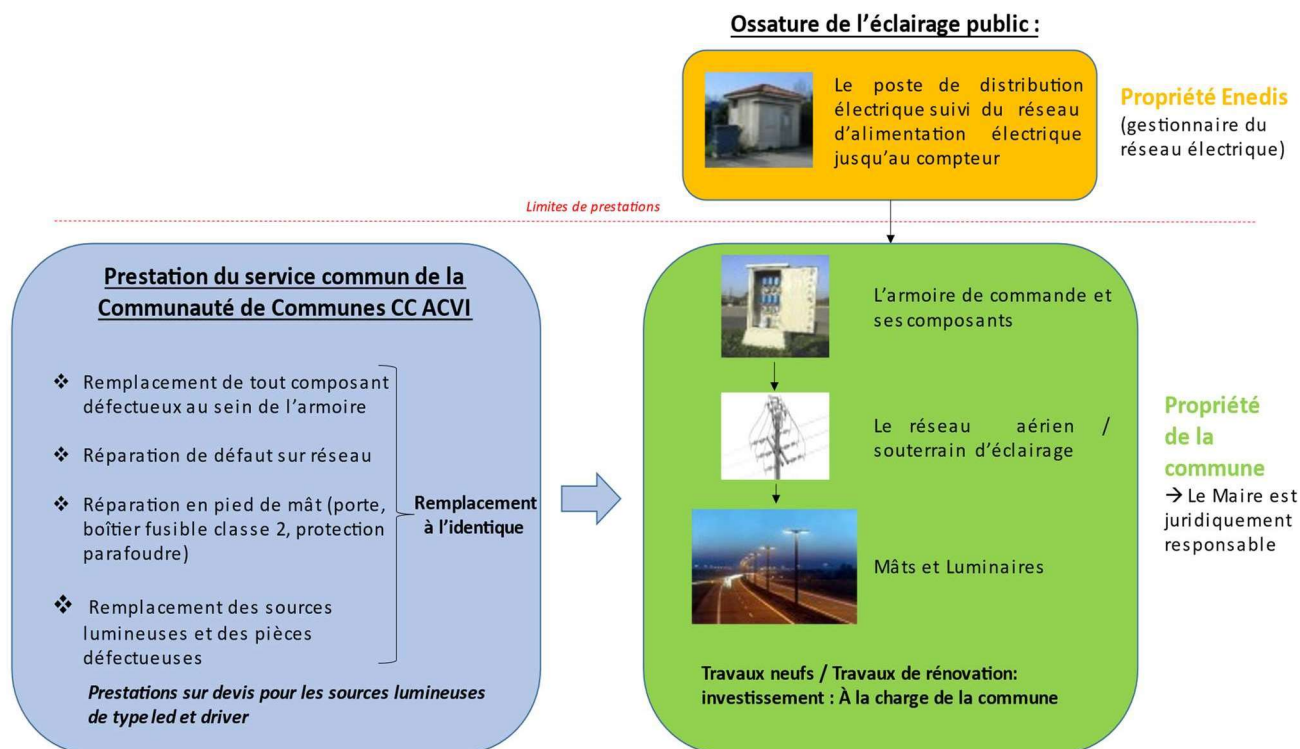 Ossature de l'éclairage public :
Le poste de distribution
électrique suivi du réseau
d'alimentation électrique
jusqu'au compteur
Propriété Enedis
(gestionnaire du
réseau électrique)
Limites de prestations
Prestation du service commun de la
Communauté de Communes CC ACVI
❖ Remplacement de tout composant
défectueux au sein de l'armoire
❖ Réparation de défaut sur réseau
❖ Réparation en pied de mât (porte,
boîtier fusible classe 2, protection
parafoudre)
❖ Remplacement des sources
lumineuses et des pièces
défectueuses
Remplacement
à l'identique
Prestations sur devis pour les sources lumineuses
de type led et driver
L'armoire de commande et
ses composants
Le réseau aérien /
souterrain d'éclairage
Mâts et Luminaires
Travaux neufs / Travaux de rénovation:
investissement : À la charge de la commune
Propriété
de la
commune
→ Le Maire est
juridiquement
responsable